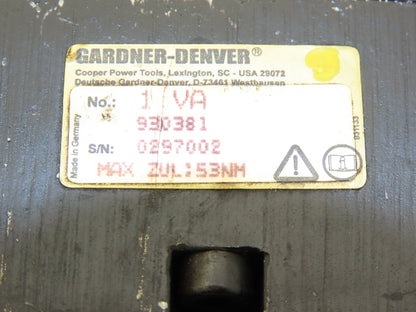 GARDNER-DENVER®
Cooper Power Tools, Lexington, SC - USA 29072
Deutsche Gardner-Denver, D-73461 Westhausen
No.: 1 VA
930381
S/N: 0297002
MAX ZUL:53NM
Made in Germany
931133